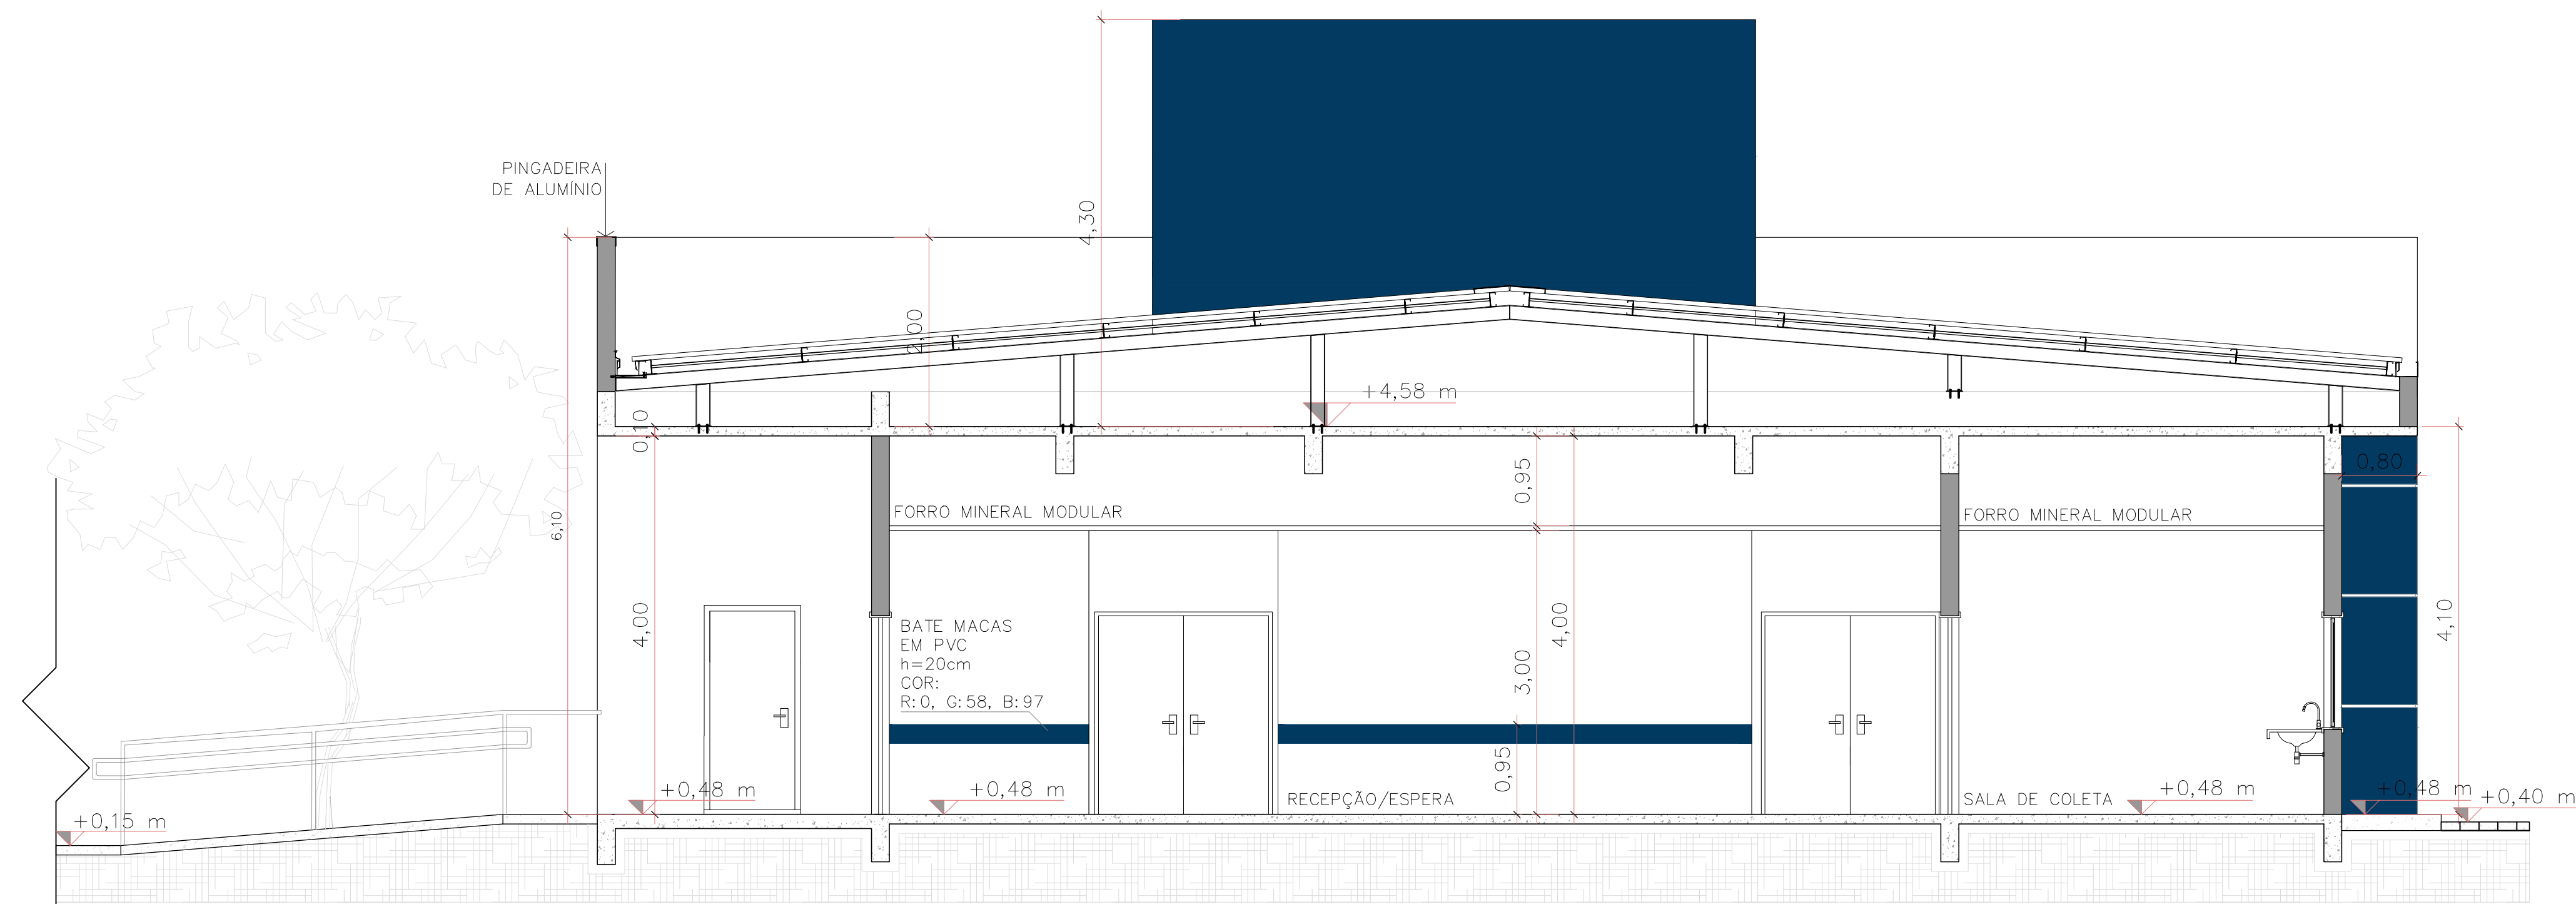 4,30
PINGADEIRA
DE ALUMÍNIO
2,00
+4,58 m
0,10
0,95
0,80
6,10
FORRO MINERAL MODULAR
FORRO MINERAL MODULAR
4,00
BATE MACAS
EM PVC
h=20cm
COR:
R:0, G:58, B:97
3,00
4,00
4,10
0,95
+0,15 m
+0,48 m
+0,48 m
RECEPÇÃO/ESPERA
SALA DE COLETA
+0,48 m
+0,48 m
+0,40 m